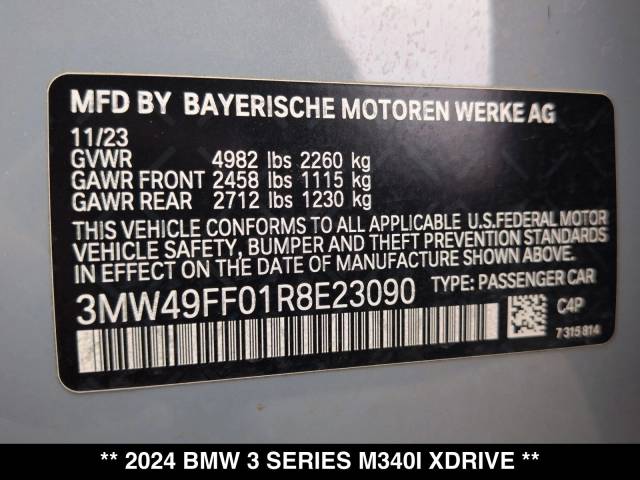 MFD BY BAYERISCHE MOTOREN WERKE AG
11/23
GVWR 4982 lbs 2260 kg
GAWR FRONT 2458 lbs 1115 kg
GAWR REAR 2712 lbs 1230 kg
THIS VEHICLE CONFORMS TO ALL APPLICABLE U.S.FEDERAL MOTOR
VEHICLE SAFETY, BUMPER AND THEFT PREVENTION STANDARDS
IN EFFECT ON THE DATE OF MANUFACTURE SHOWN ABOVE.
3MW49FF01R8E23090 TYPE: PASSENGER CAR
C4P
7315814
** 2024 BMW 3 SERIES M340I XDRIVE **